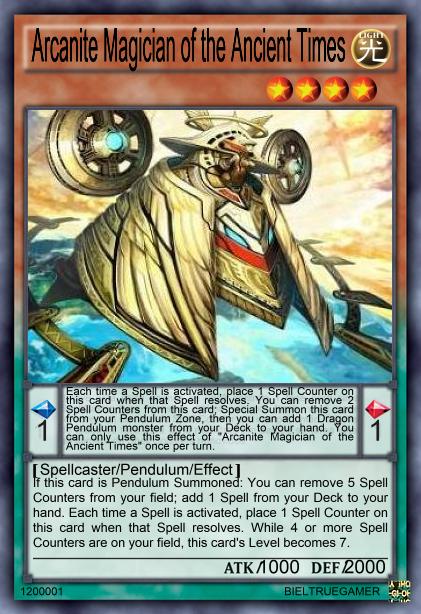 Arcanite Magician of the Ancient Times
LIGHT
光
Each time a Spell is activated, place 1 Spell Counter on
this card when that Spell resolves. You can remove 2
Spell Counters from this card; Special Summon this card
from your Pendulum Zone, then you can add 1 Dragon
Pendulum monster from your Deck to your hand. You
can only use this effect of "Arcanite Magician of the
Ancient Times" once per turn.
1
1
[Spellcaster/Pendulum/Effect]
If this card is Pendulum Summoned: You can remove 5 Spell
Counters from your field; add 1 Spell from your Deck to your
hand. Each time a Spell is activated, place 1 Spell Counter on
this card when that Spell resolves. While 4 or more Spell
Counters are on your field, this card's Level becomes 7.
ATK/1000 DEF/2000
1200001
BIELTRUEGAMER